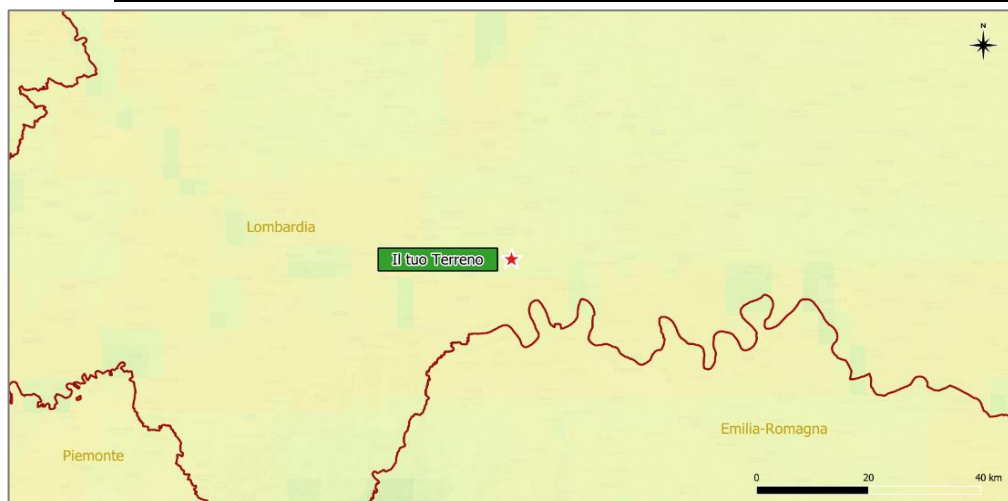 N
Lombardia
Il tuo Terreno
Emilia-Romagna
Piemonte
0 20 40 km